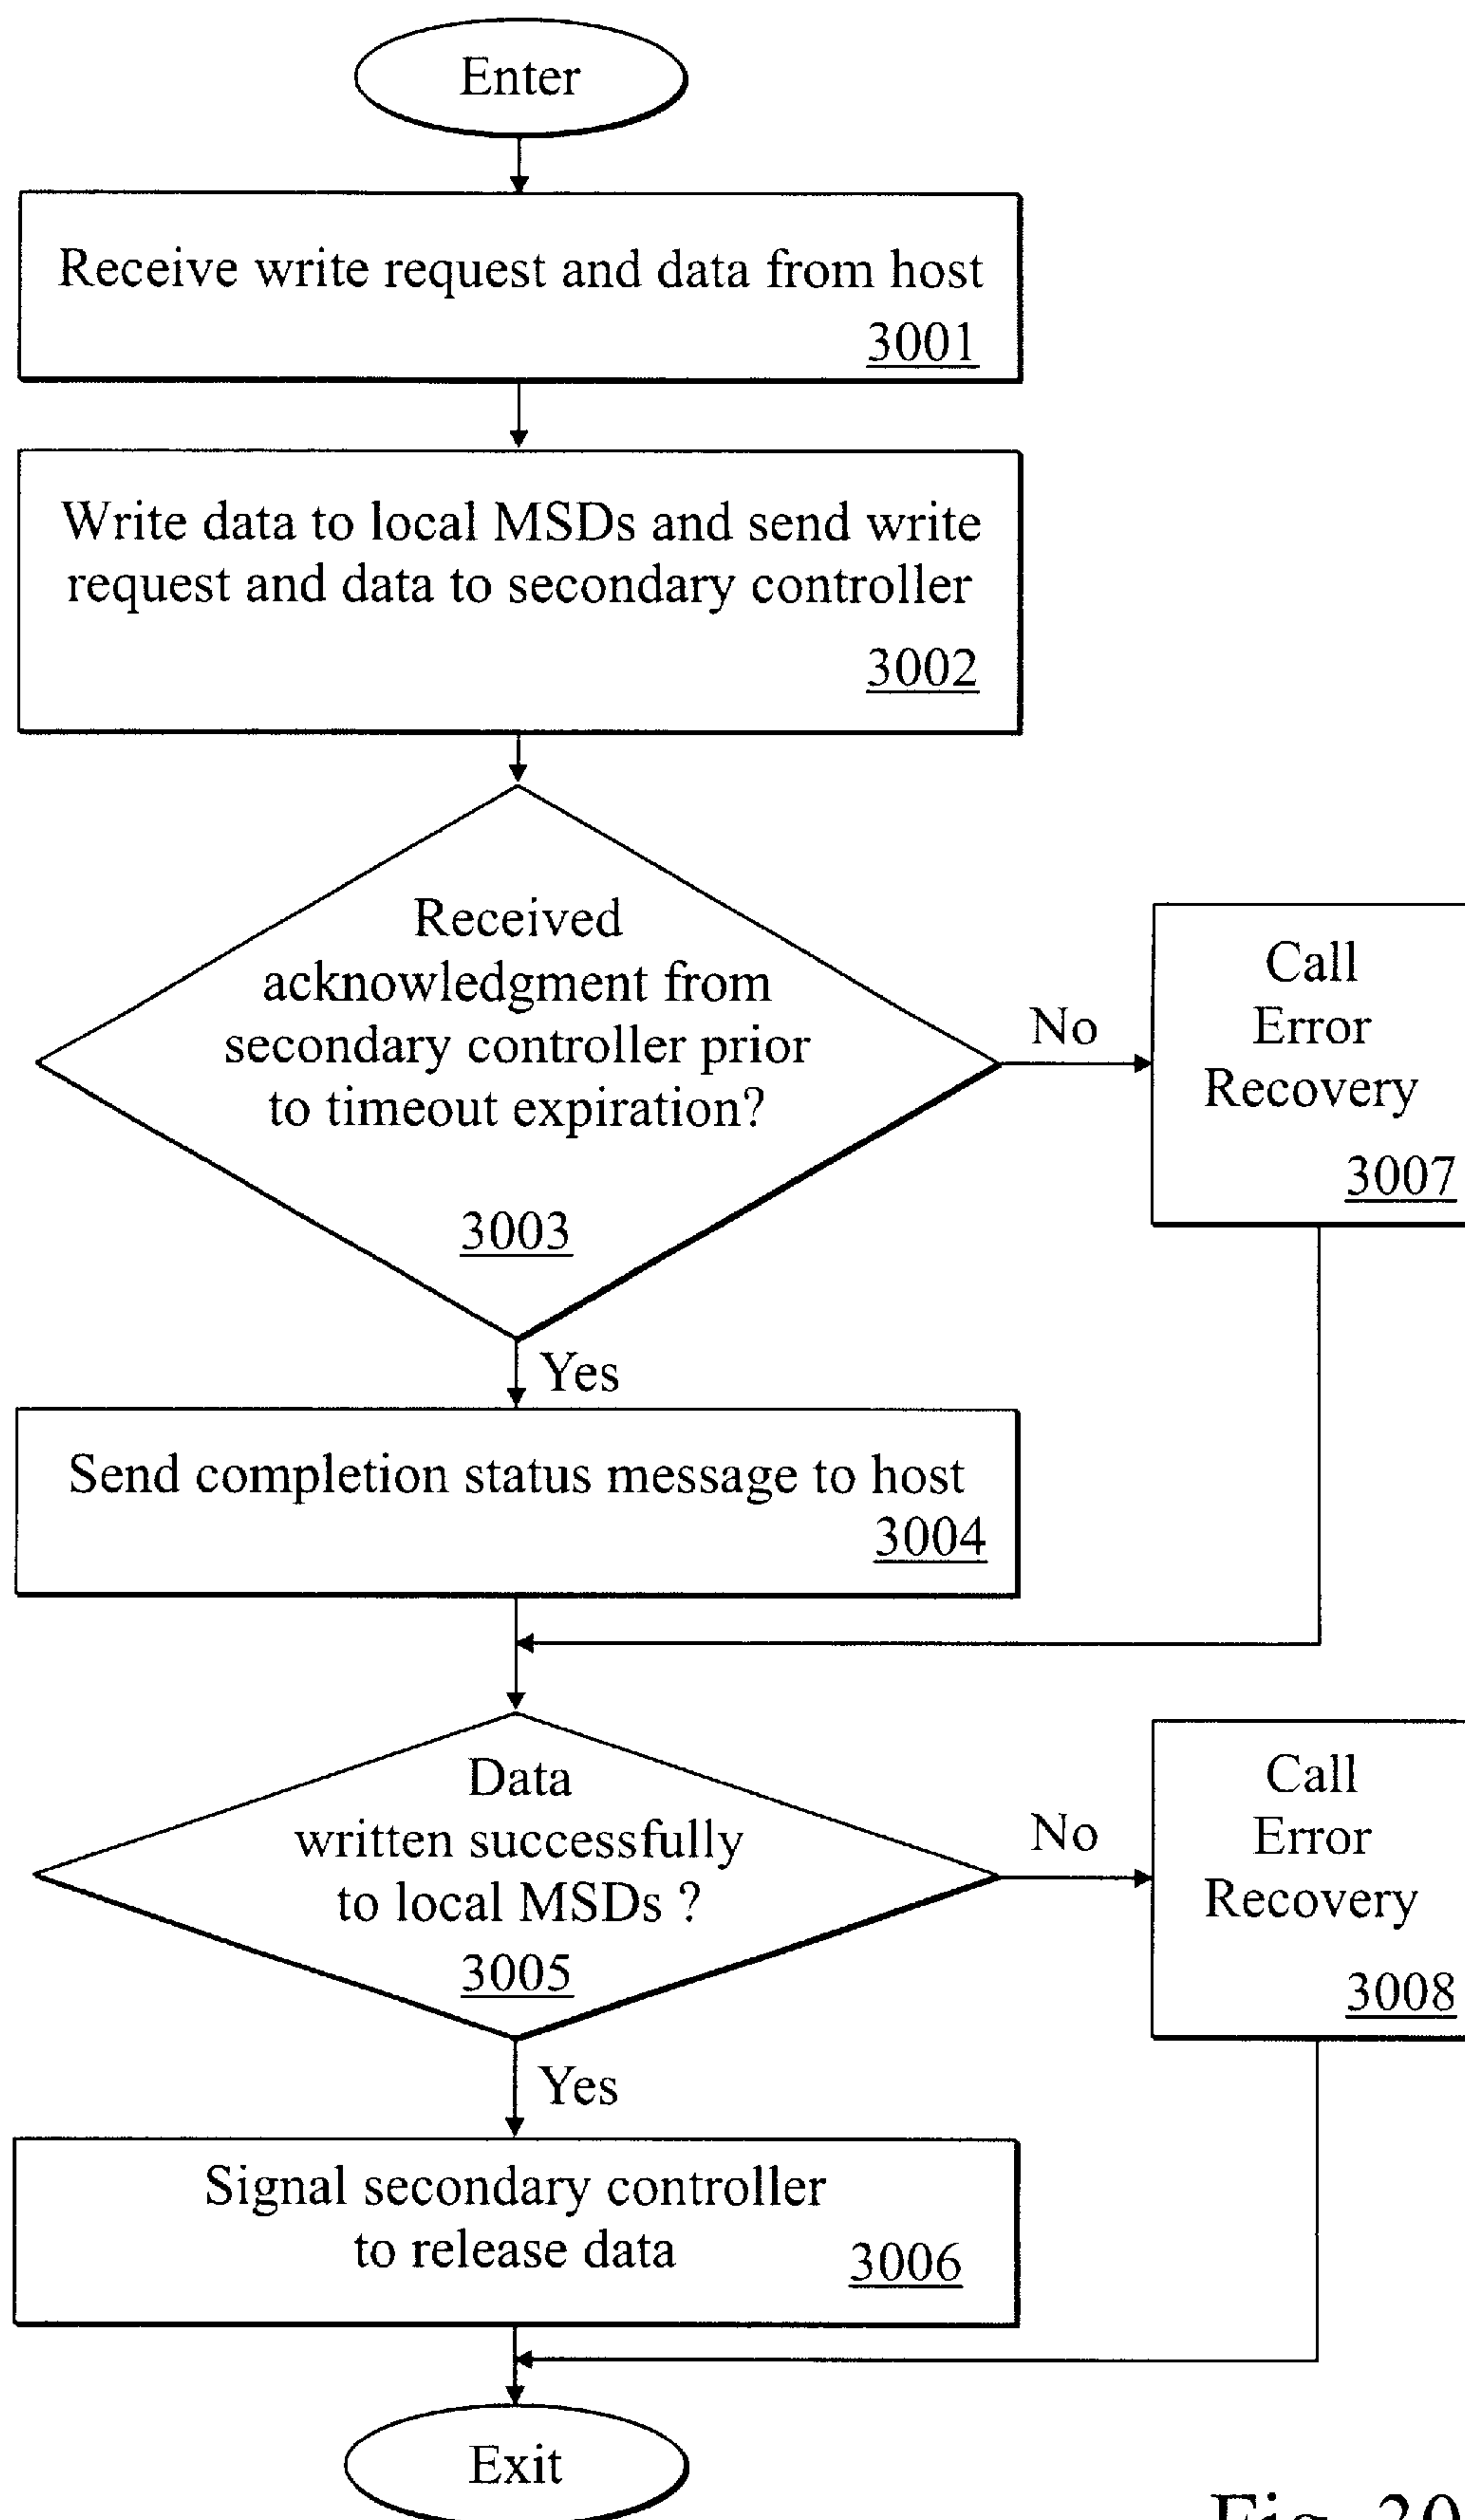 Enter
Receive write request and data from host
3001
Write data to local MSDs and send write
request and data to secondary controller
3002
Received
acknowledgment from
secondary controller prior
to timeout expiration?
3003
No
Call
Error
Recovery
3007
Yes
Send completion status message to host
3004
Data
written successfully
to local MSDs ?
3005
No
Call
Error
Recovery
3008
Yes
Signal secondary controller
to release data
3006
Exit
Fig. 30